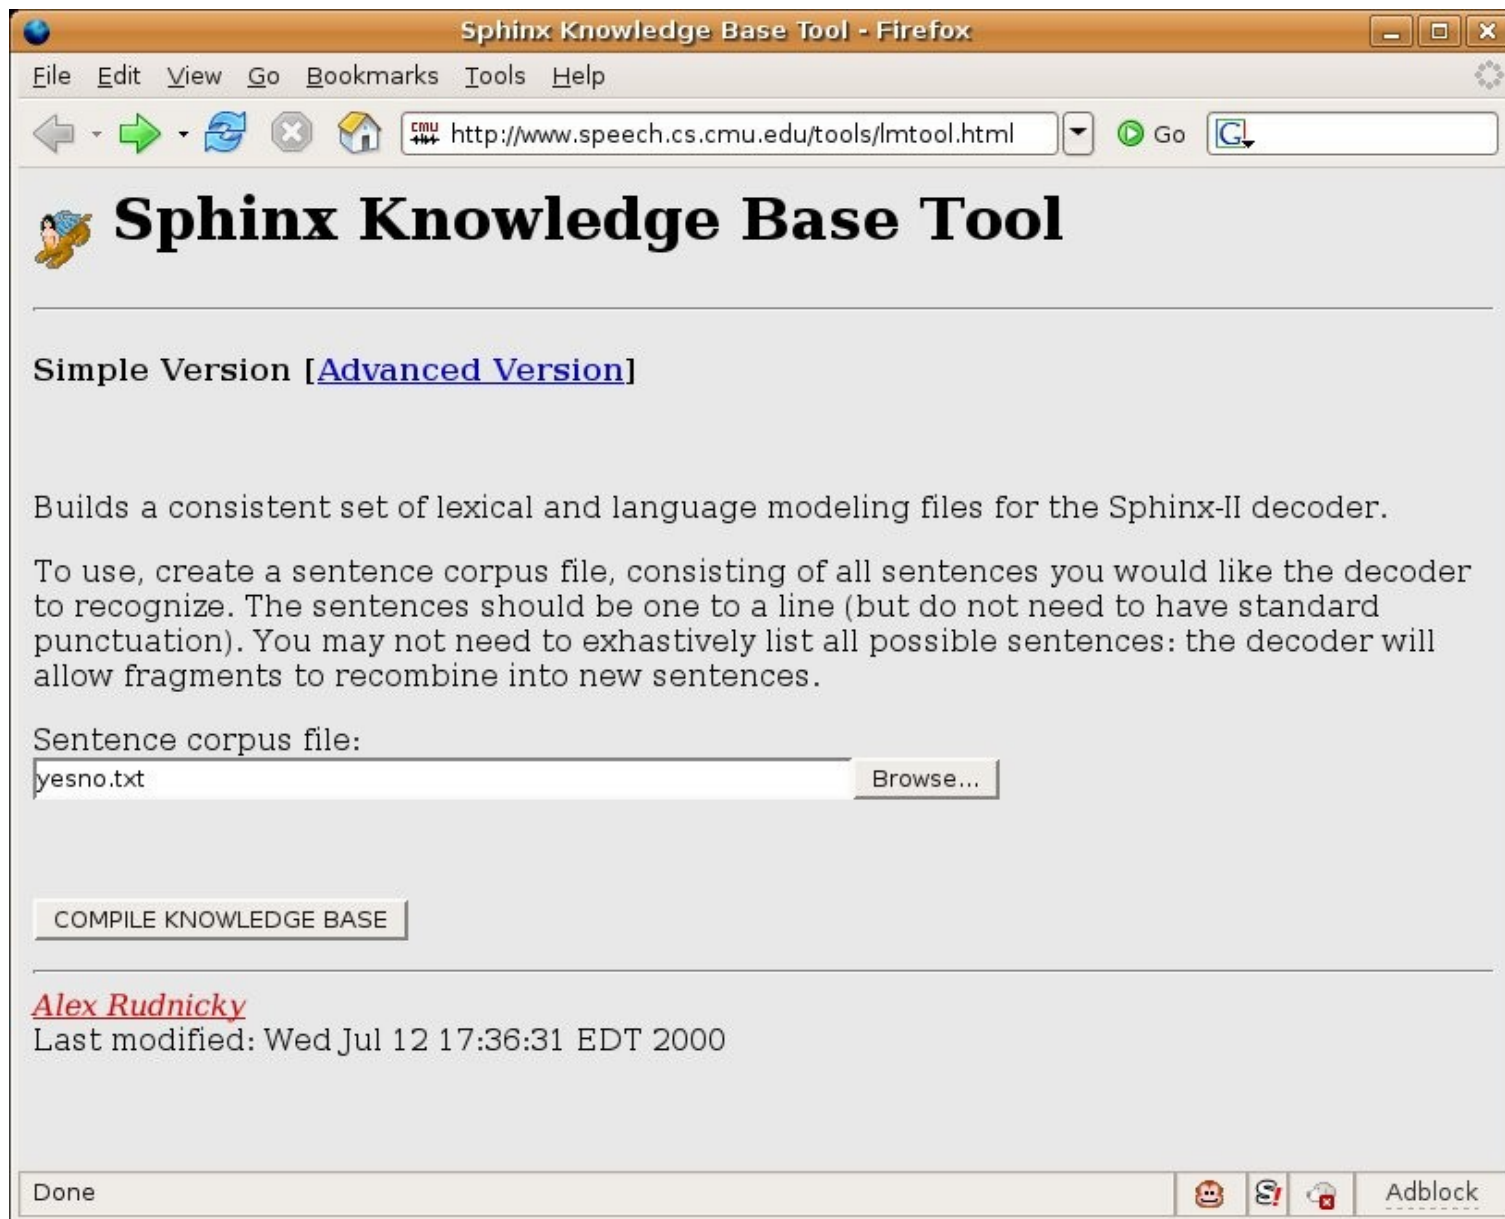 Sphinx Knowledge Base Tool - Firefox
File Edit View Go Bookmarks Tools Help
CMU http://www.speech.cs.cmu.edu/tools/lmtool.html Go G
Sphinx Knowledge Base Tool
Simple Version [Advanced Version]
Builds a consistent set of lexical and language modeling files for the Sphinx-II decoder.
To use, create a sentence corpus file, consisting of all sentences you would like the decoder
to recognize. The sentences should be one to a line (but do not need to have standard
punctuation). You may not need to exhastively list all possible sentences: the decoder will
allow fragments to recombine into new sentences.
Sentence corpus file:
yesno.txt Browse...
COMPILE KNOWLEDGE BASE
Alex Rudnicky
Last modified: Wed Jul 12 17:36:31 EDT 2000
Done S! Adblock